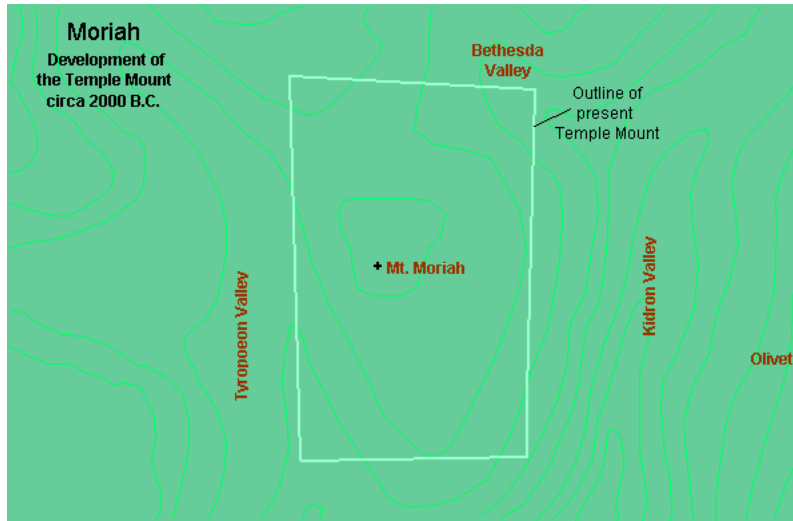 Moriah
Development of
the Temple Mount
circa 2000 B.C.
Bethesda
Valley
Outline of
present
Temple Mount
Mt. Moriah
Tyropoeon Valley
Kidron Valley
Olivet